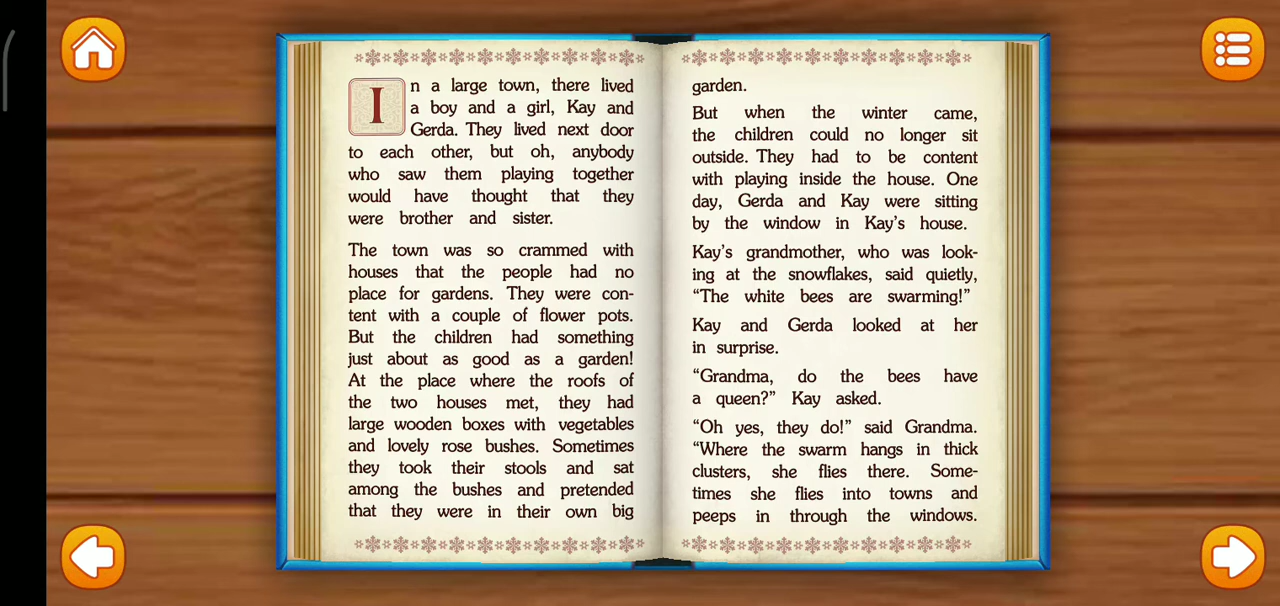 In a large town, there lived
a boy and a girl, Kay and
Gerda. They lived next door
to each other, but oh, anybody
who saw them playing together
would have thought that they
were brother and sister.
The town was so crammed with
houses that the people had no
place for gardens. They were con-
tent with a couple of flower pots.
But the children had something
just about as good as a garden!
At the place where the roofs of
the two houses met, they had
large wooden boxes with vegetables
and lovely rose bushes. Sometimes
they took their stools and sat
among the bushes and pretended
that they were in their own big
garden.
But when the winter came,
the children could no longer sit
outside. They had to be content
with playing inside the house. One
day, Gerda and Kay were sitting
by the window in Kay's house.
Kay's grandmother, who was look-
ing at the snowflakes, said quietly,
“The white bees are swarming!”
Kay and Gerda looked at her
in surprise.
“Grandma, do the bees have
a queen?” Kay asked.
“Oh yes, they do!” said Grandma.
“Where the swarm hangs in thick
clusters, she flies there. Some-
times she flies into towns and
peeps in through the windows.